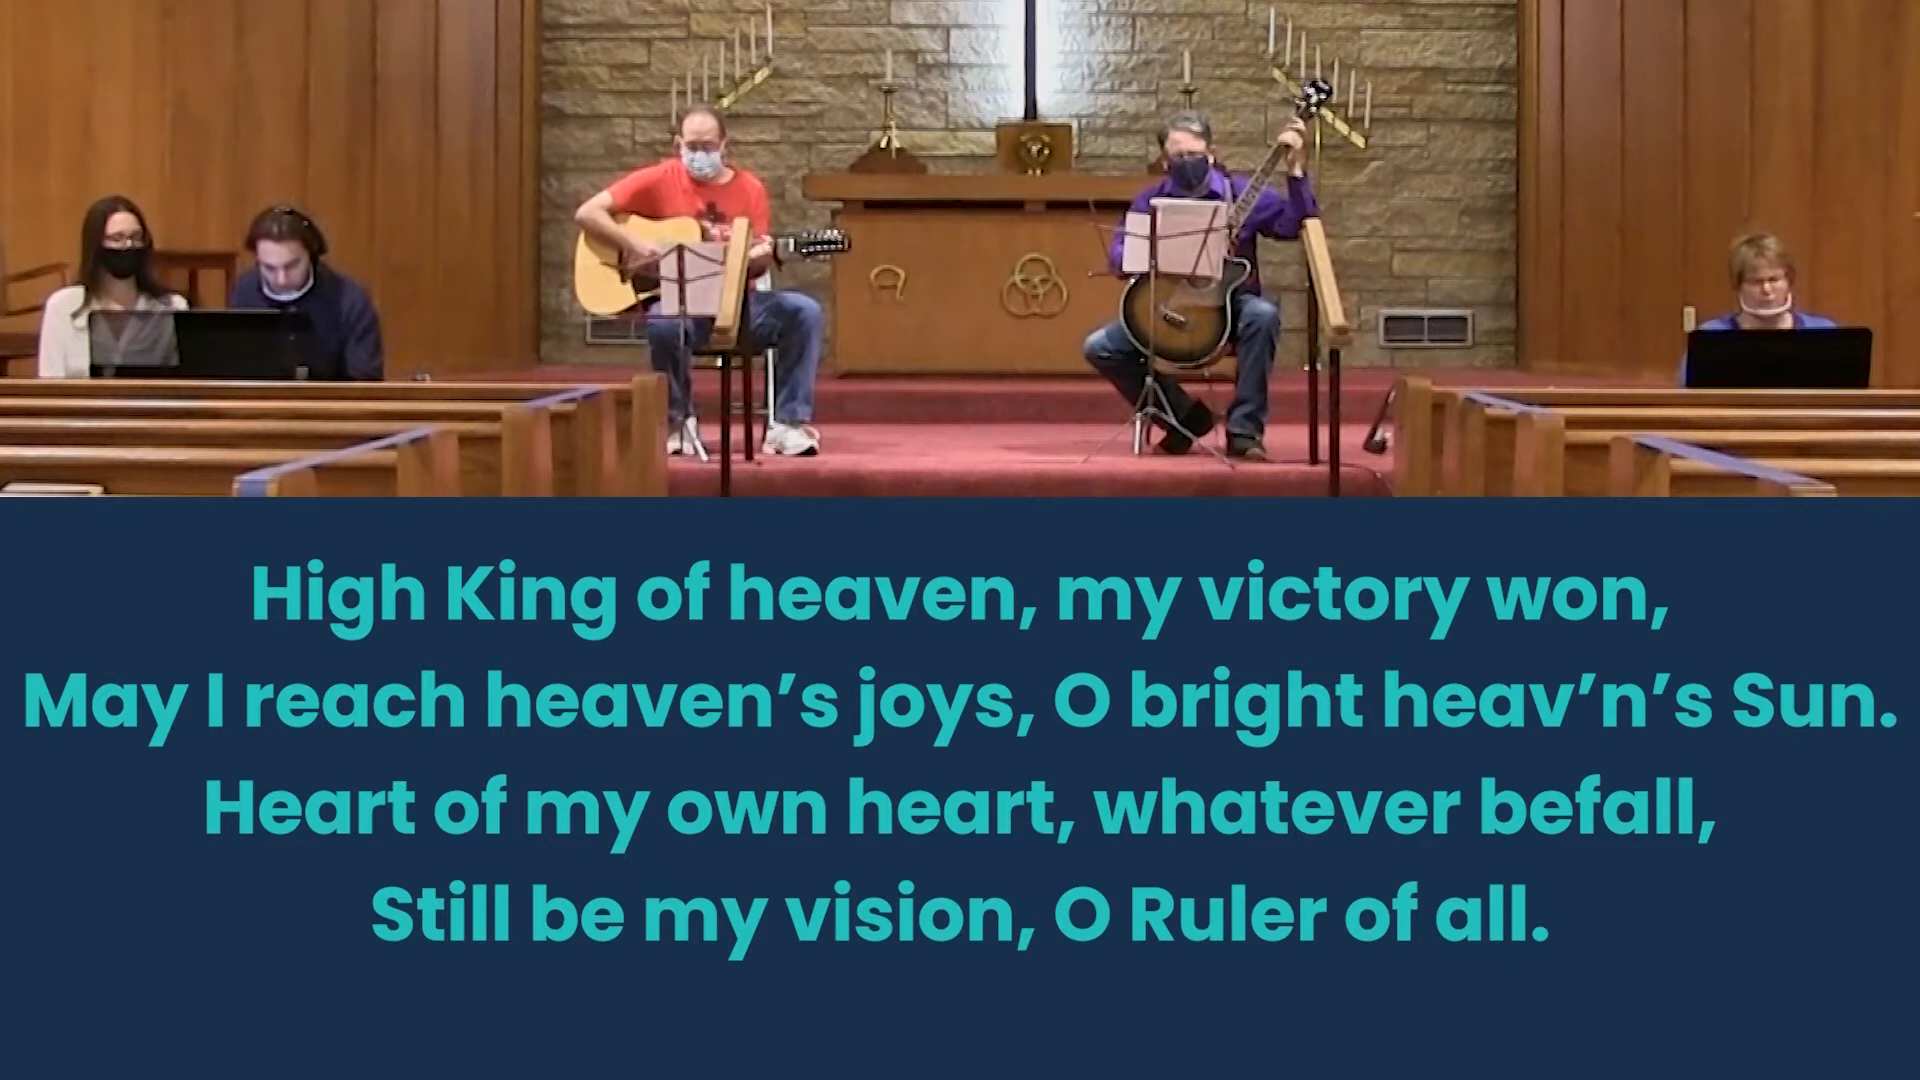 High King of heaven, my victory won,
May I reach heaven’s joys, O bright heav’n’s Sun.
Heart of my own heart, whatever befall,
Still be my vision, O Ruler of all.